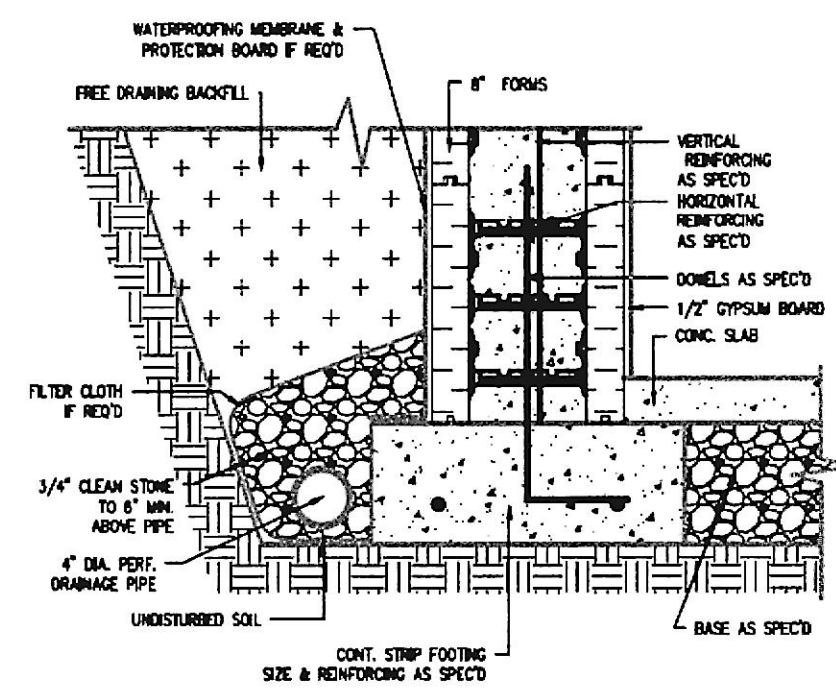 WATERPROOFING MEMBRANE &
PROTECTION BOARD IF REQ'D
FREE DRAINING BACKFILL
8" FORMS
VERTICAL
REINFORCING
AS SPEC'D
HORIZONTAL
REINFORCING
AS SPEC'D
DOWELS AS SPEC'D
1/2" GYPSUM BOARD
CONC. SLAB
FILTER CLOTH
IF REQ'D
3/4" CLEAN STONE
TO 6" MIN.
ABOVE PIPE
4" DIA. PERF.
DRAINAGE PIPE
UNDISTURBED SOIL
CONT. STRIP FOOTING
SIZE & REINFORCING AS SPEC'D
BASE AS SPEC'D